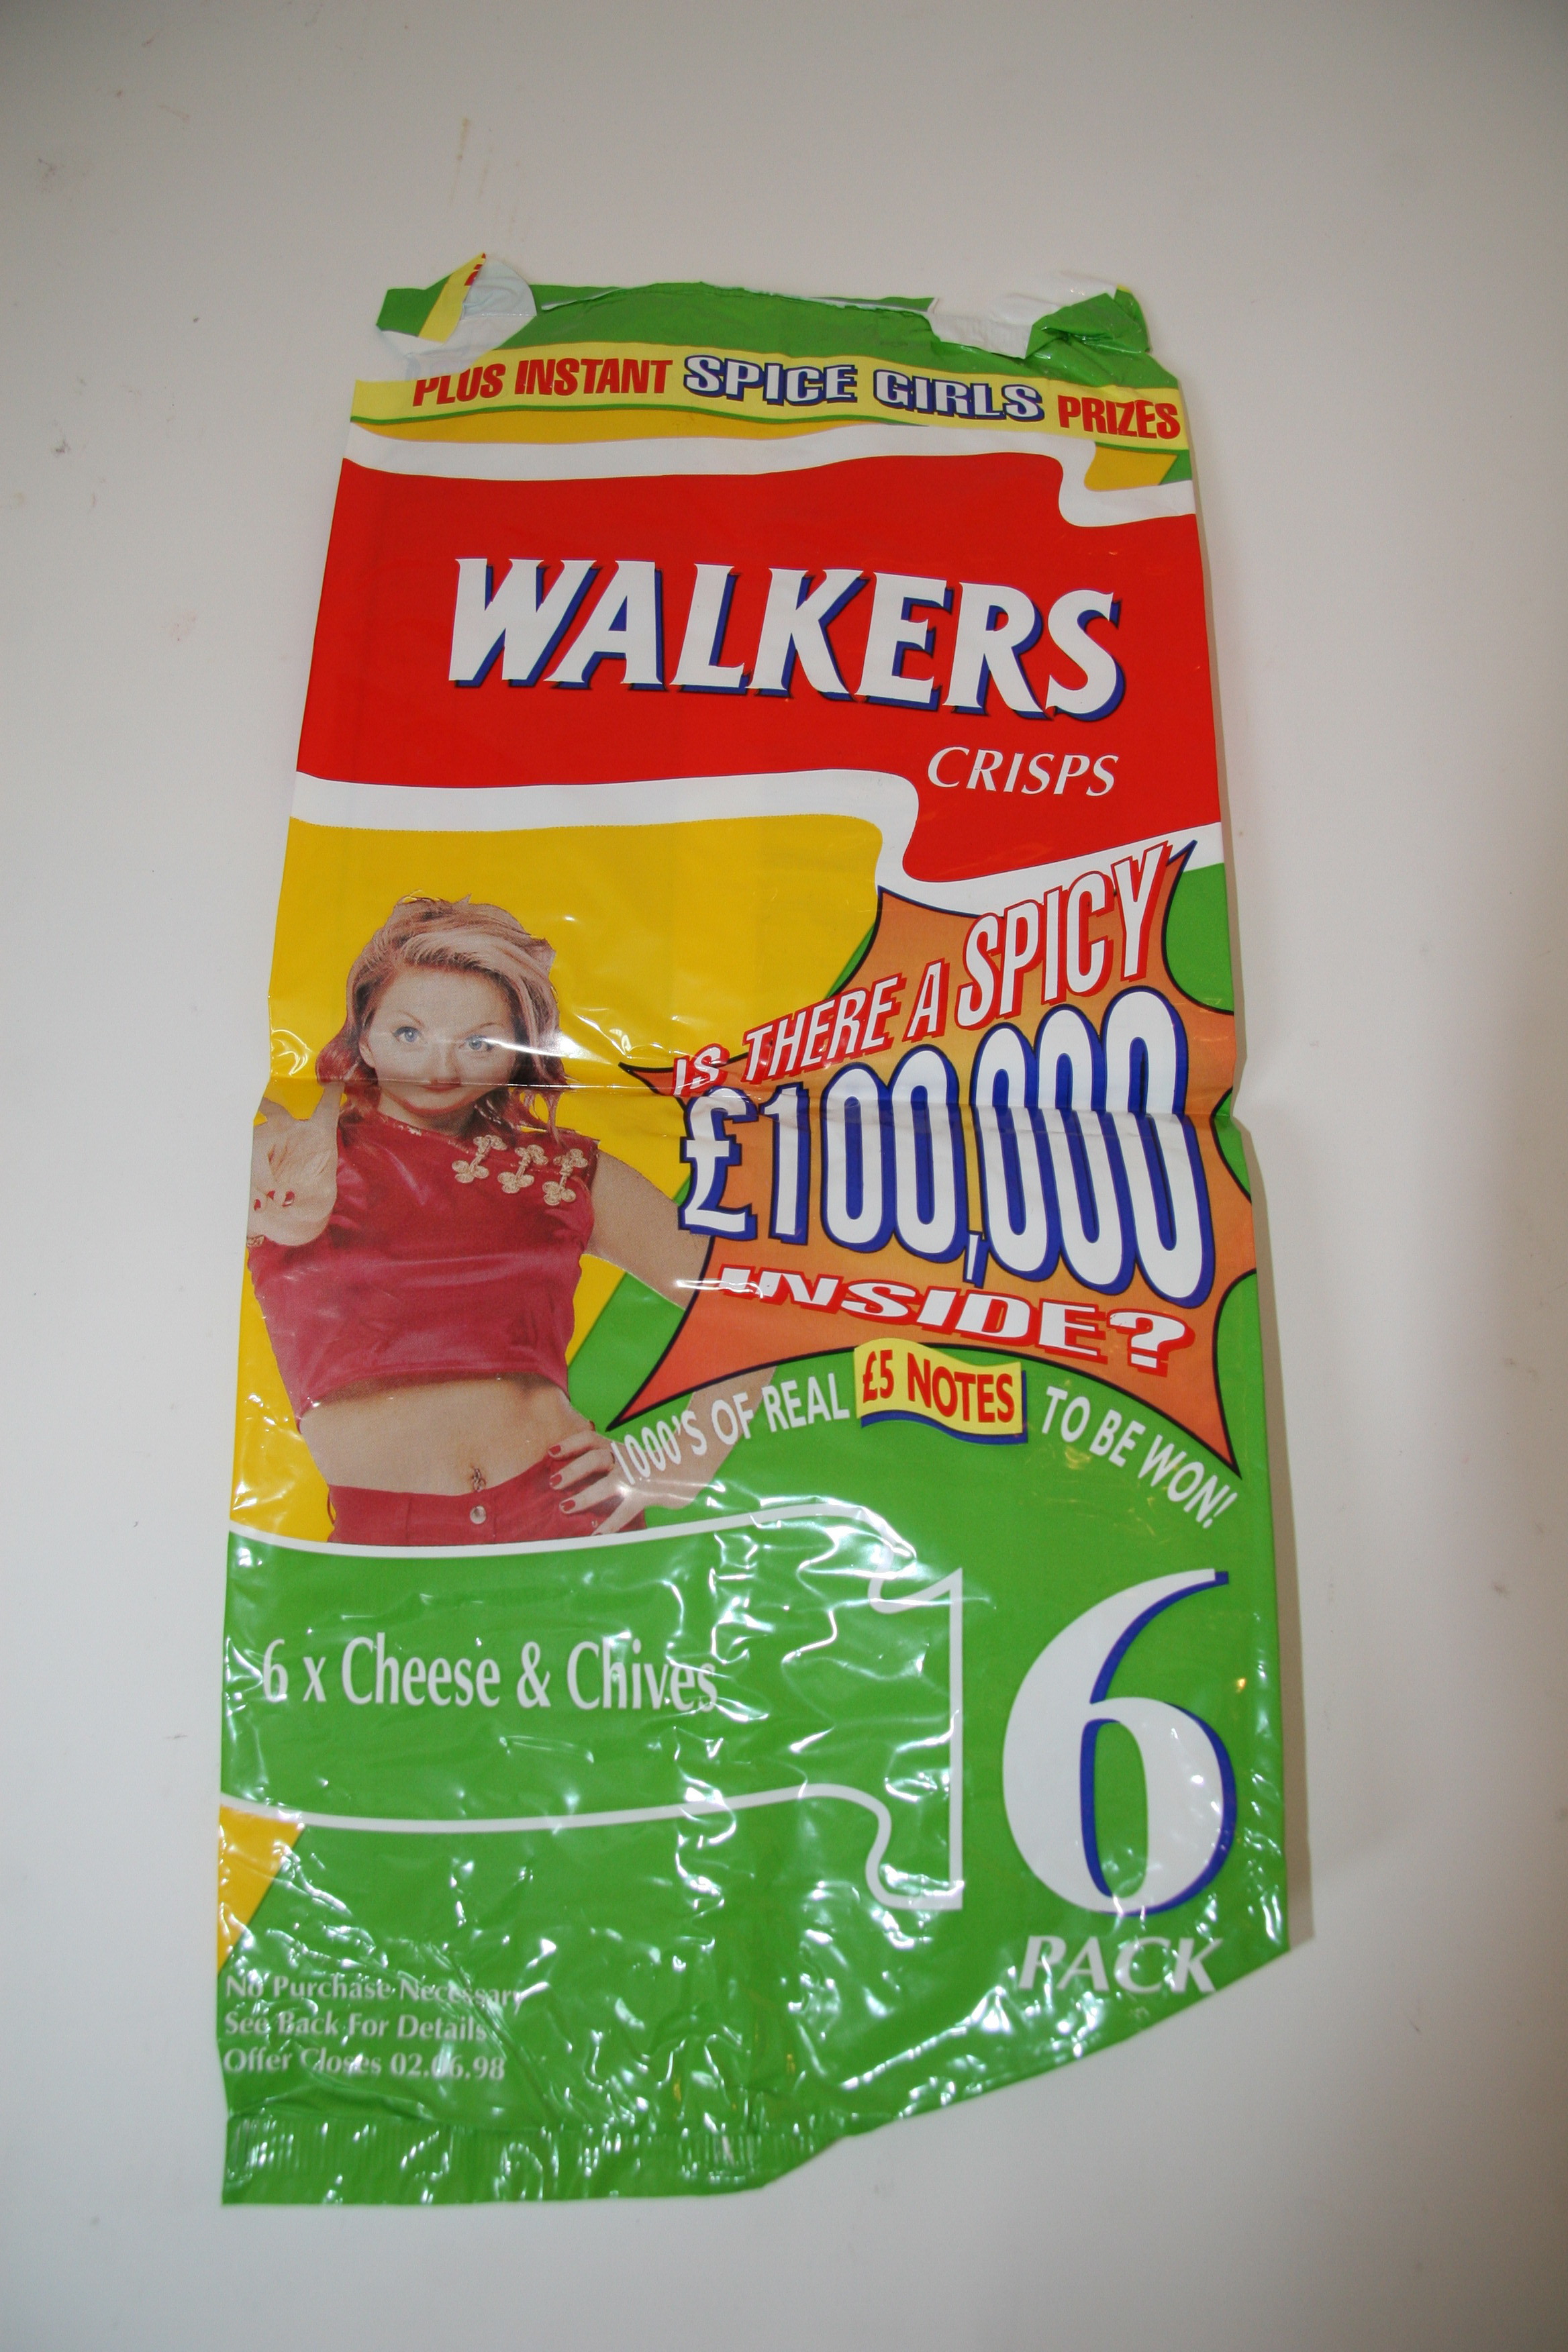 PLUS INSTANT SPICE GIRLS PRIZES
WALKERS
CRISPS
IS THERE A SPICY
£100,000
INSIDE?
1000'S OF REAL £5 NOTES TO BE WON!
6 x Cheese & Chives
16
PACK
No Purchase Necessary
See Back For Details
Offer Closes 02.06.98